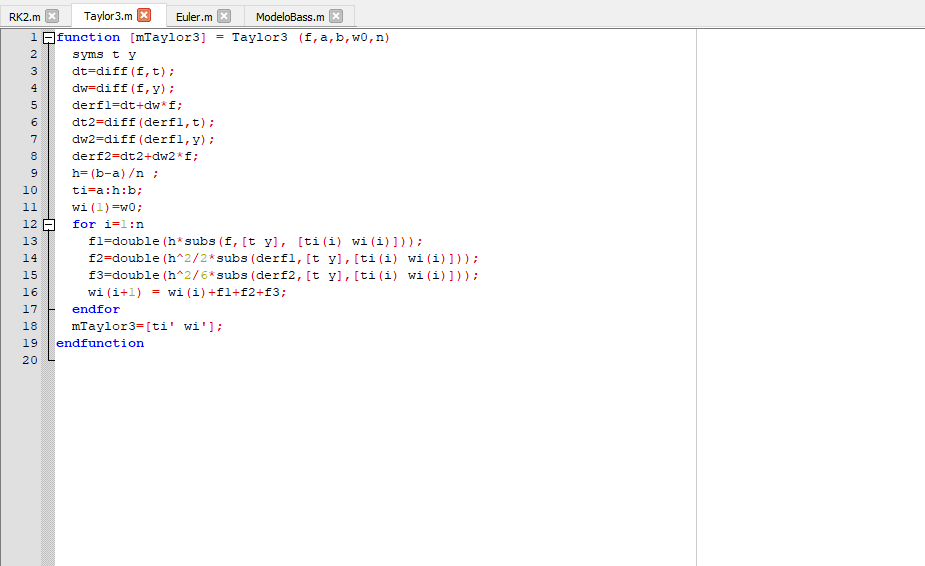 RK2.m Taylor3.m Euler.m ModeloBass.m
1 function [mTaylor3] = Taylor3 (f,a,b,w0,n)
2 syms t y
3 dt=diff(f,t);
4 dw=diff(f,y);
5 derf1=dt+dw*f;
6 dt2=diff(derf1,t);
7 dw2=diff(derf1,y);
8 derf2=dt2+dw2*f;
9 h=(b-a)/n ;
10 ti=a:h:b;
11 wi(1)=w0;
12 for i=1:n
13 f1=double(h*subs(f,[t y], [ti(i) wi(i)]));
14 f2=double(h^2/2*subs(derf1,[t y],[ti(i) wi(i)]));
15 f3=double(h^2/6*subs(derf2,[t y],[ti(i) wi(i)]));
16 wi(i+1) = wi(i)+f1+f2+f3;
17 endfor
18 mTaylor3=[ti' wi'];
19 endfunction
20